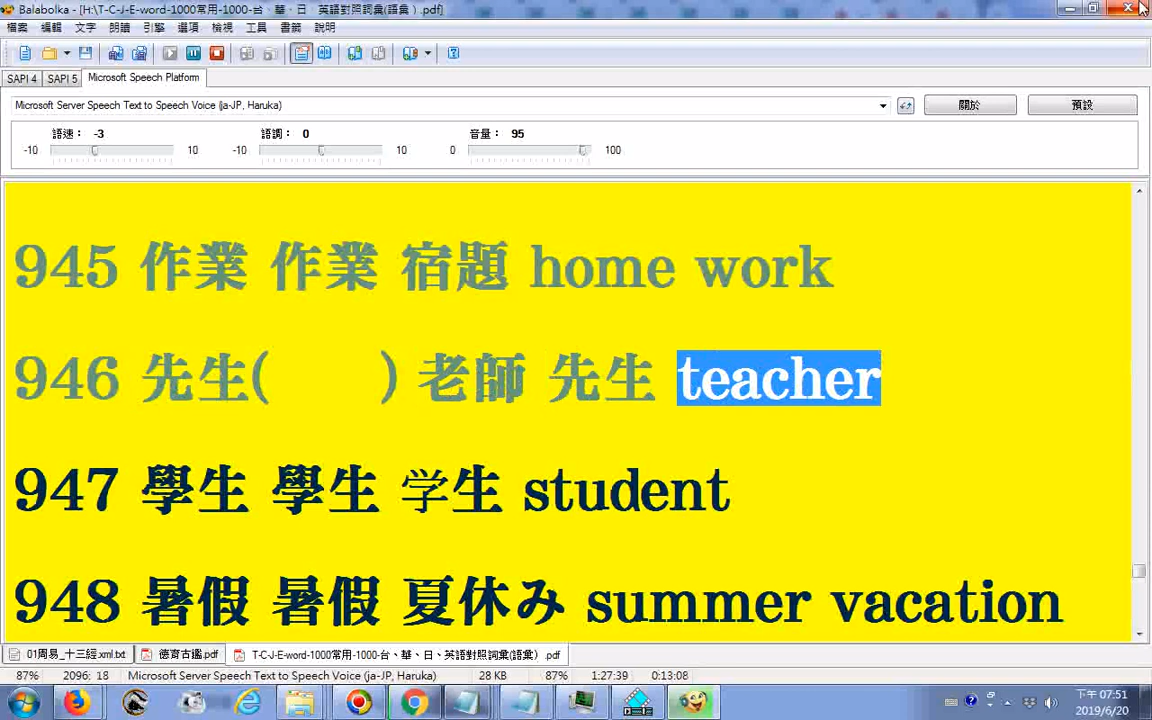 Balabolka - [H:\T-C-J-E-word-1000常用-1000-台、華、日、英語對照詞彙(語彙）.pdf]
檔案 編輯 文字 朗讀 引擎 選項 檢視 工具 書籤 說明
SAPI 4 SAPI 5 Microsoft Speech Platform
Microsoft Server Speech Text to Speech Voice (ja-JP, Haruka) 關於 預設
語速： -3 語調： 0 音量： 95
-10 10 -10 10 0 100
945 作業 作業 宿題 home work
946 先生( ) 老師 先生 teacher
947 學生 學生 学生 student
948 暑假 暑假 夏休み summer vacation
01周易_十三經.xml.txt 德育古鑑.pdf T-C-J-E-word-1000常用-1000-台、華、日、英語對照詞彙(語彙）.pdf
87% 2096: 18 Microsoft Server Speech Text to Speech Voice (ja-JP, Haruka) 28 KB 87% 1:27:39 0:13:08
下午 07:51
2019/6/20